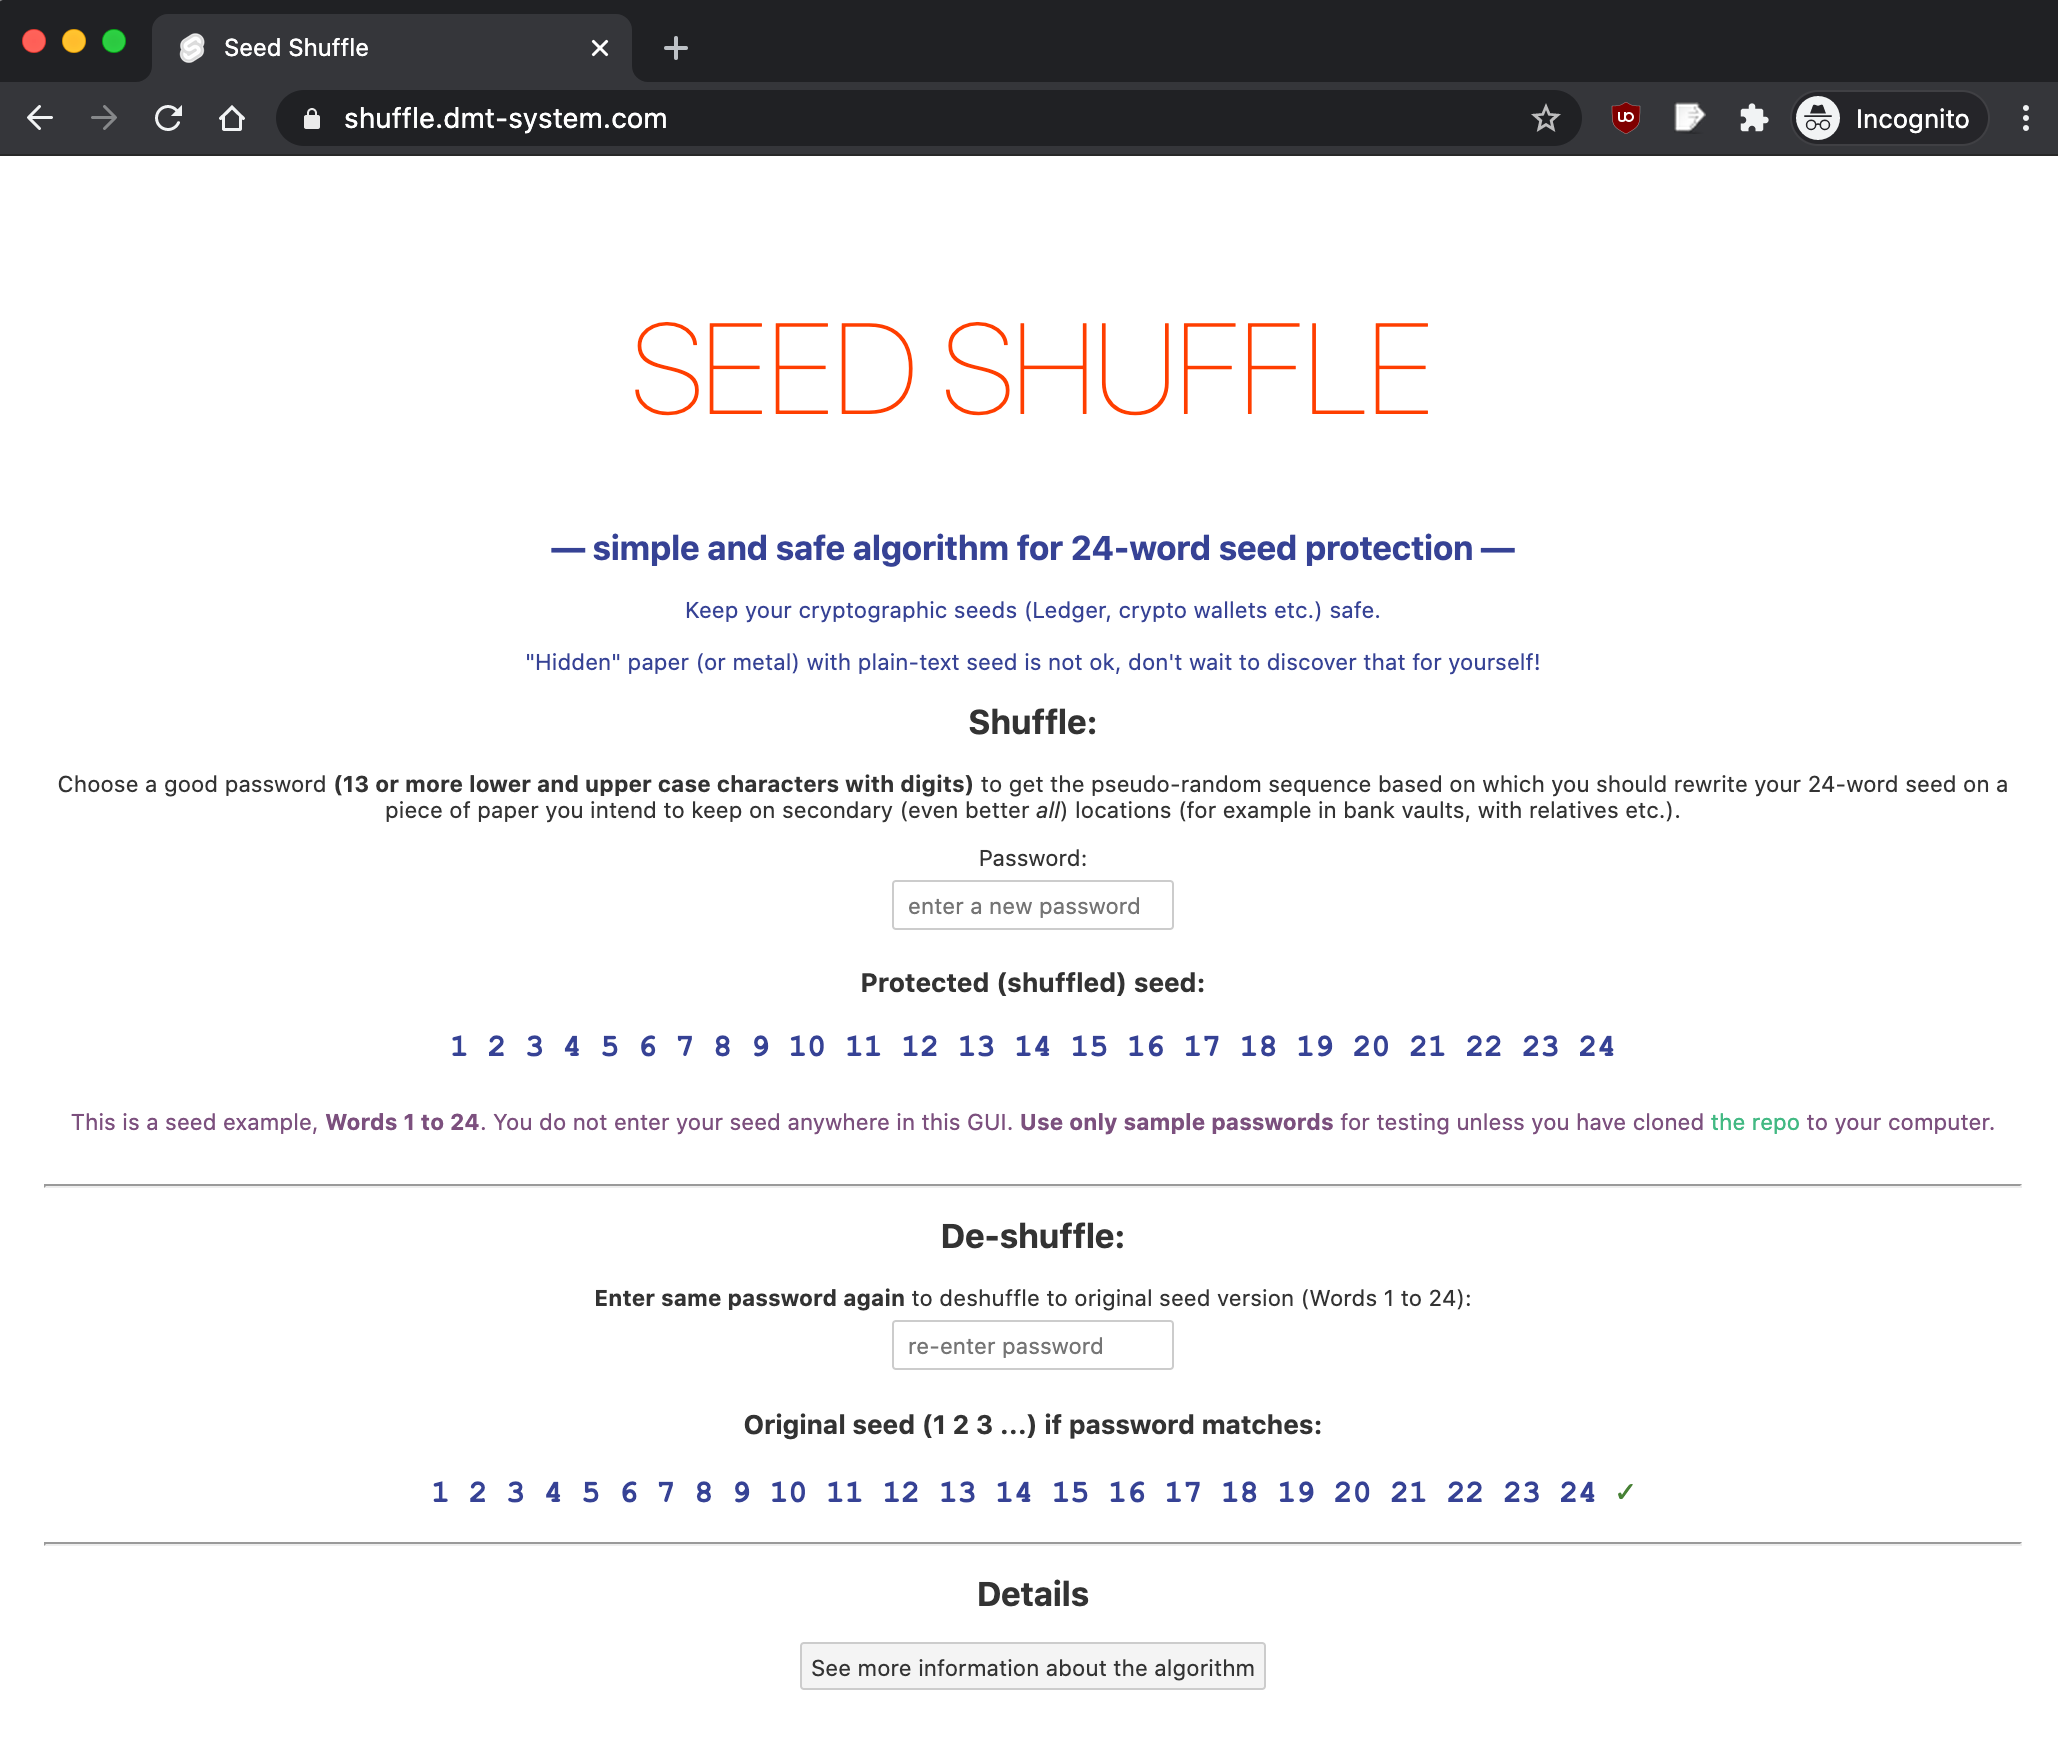 Seed Shuffle
shuffle.dmt-system.com
Incognito
SEED SHUFFLE
— simple and safe algorithm for 24-word seed protection —
Keep your cryptographic seeds (Ledger, crypto wallets etc.) safe.
"Hidden" paper (or metal) with plain-text seed is not ok, don't wait to discover that for yourself!
Shuffle:
Choose a good password (13 or more lower and upper case characters with digits) to get the pseudo-random sequence based on which you should rewrite your 24-word seed on a
piece of paper you intend to keep on secondary (even better all) locations (for example in bank vaults, with relatives etc.).
Password:
enter a new password
Protected (shuffled) seed:
1 2 3 4 5 6 7 8 9 10 11 12 13 14 15 16 17 18 19 20 21 22 23 24
This is a seed example, Words 1 to 24. You do not enter your seed anywhere in this GUI. Use only sample passwords for testing unless you have cloned the repo to your computer.
De-shuffle:
Enter same password again to deshuffle to original seed version (Words 1 to 24):
re-enter password
Original seed (1 2 3 ...) if password matches:
1 2 3 4 5 6 7 8 9 10 11 12 13 14 15 16 17 18 19 20 21 22 23 24 ✓
Details
See more information about the algorithm